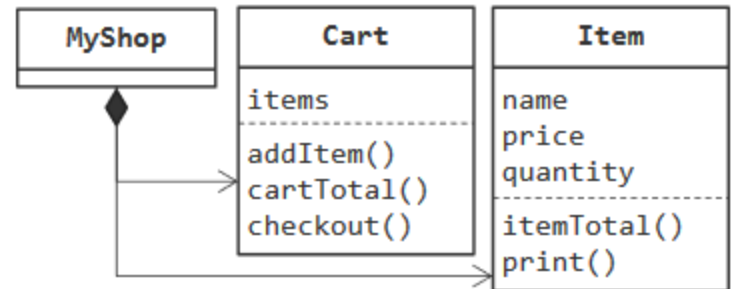 MyShop
Cart
items
addItem()
cartTotal()
checkout()
Item
name
price
quantity
itemTotal()
print()